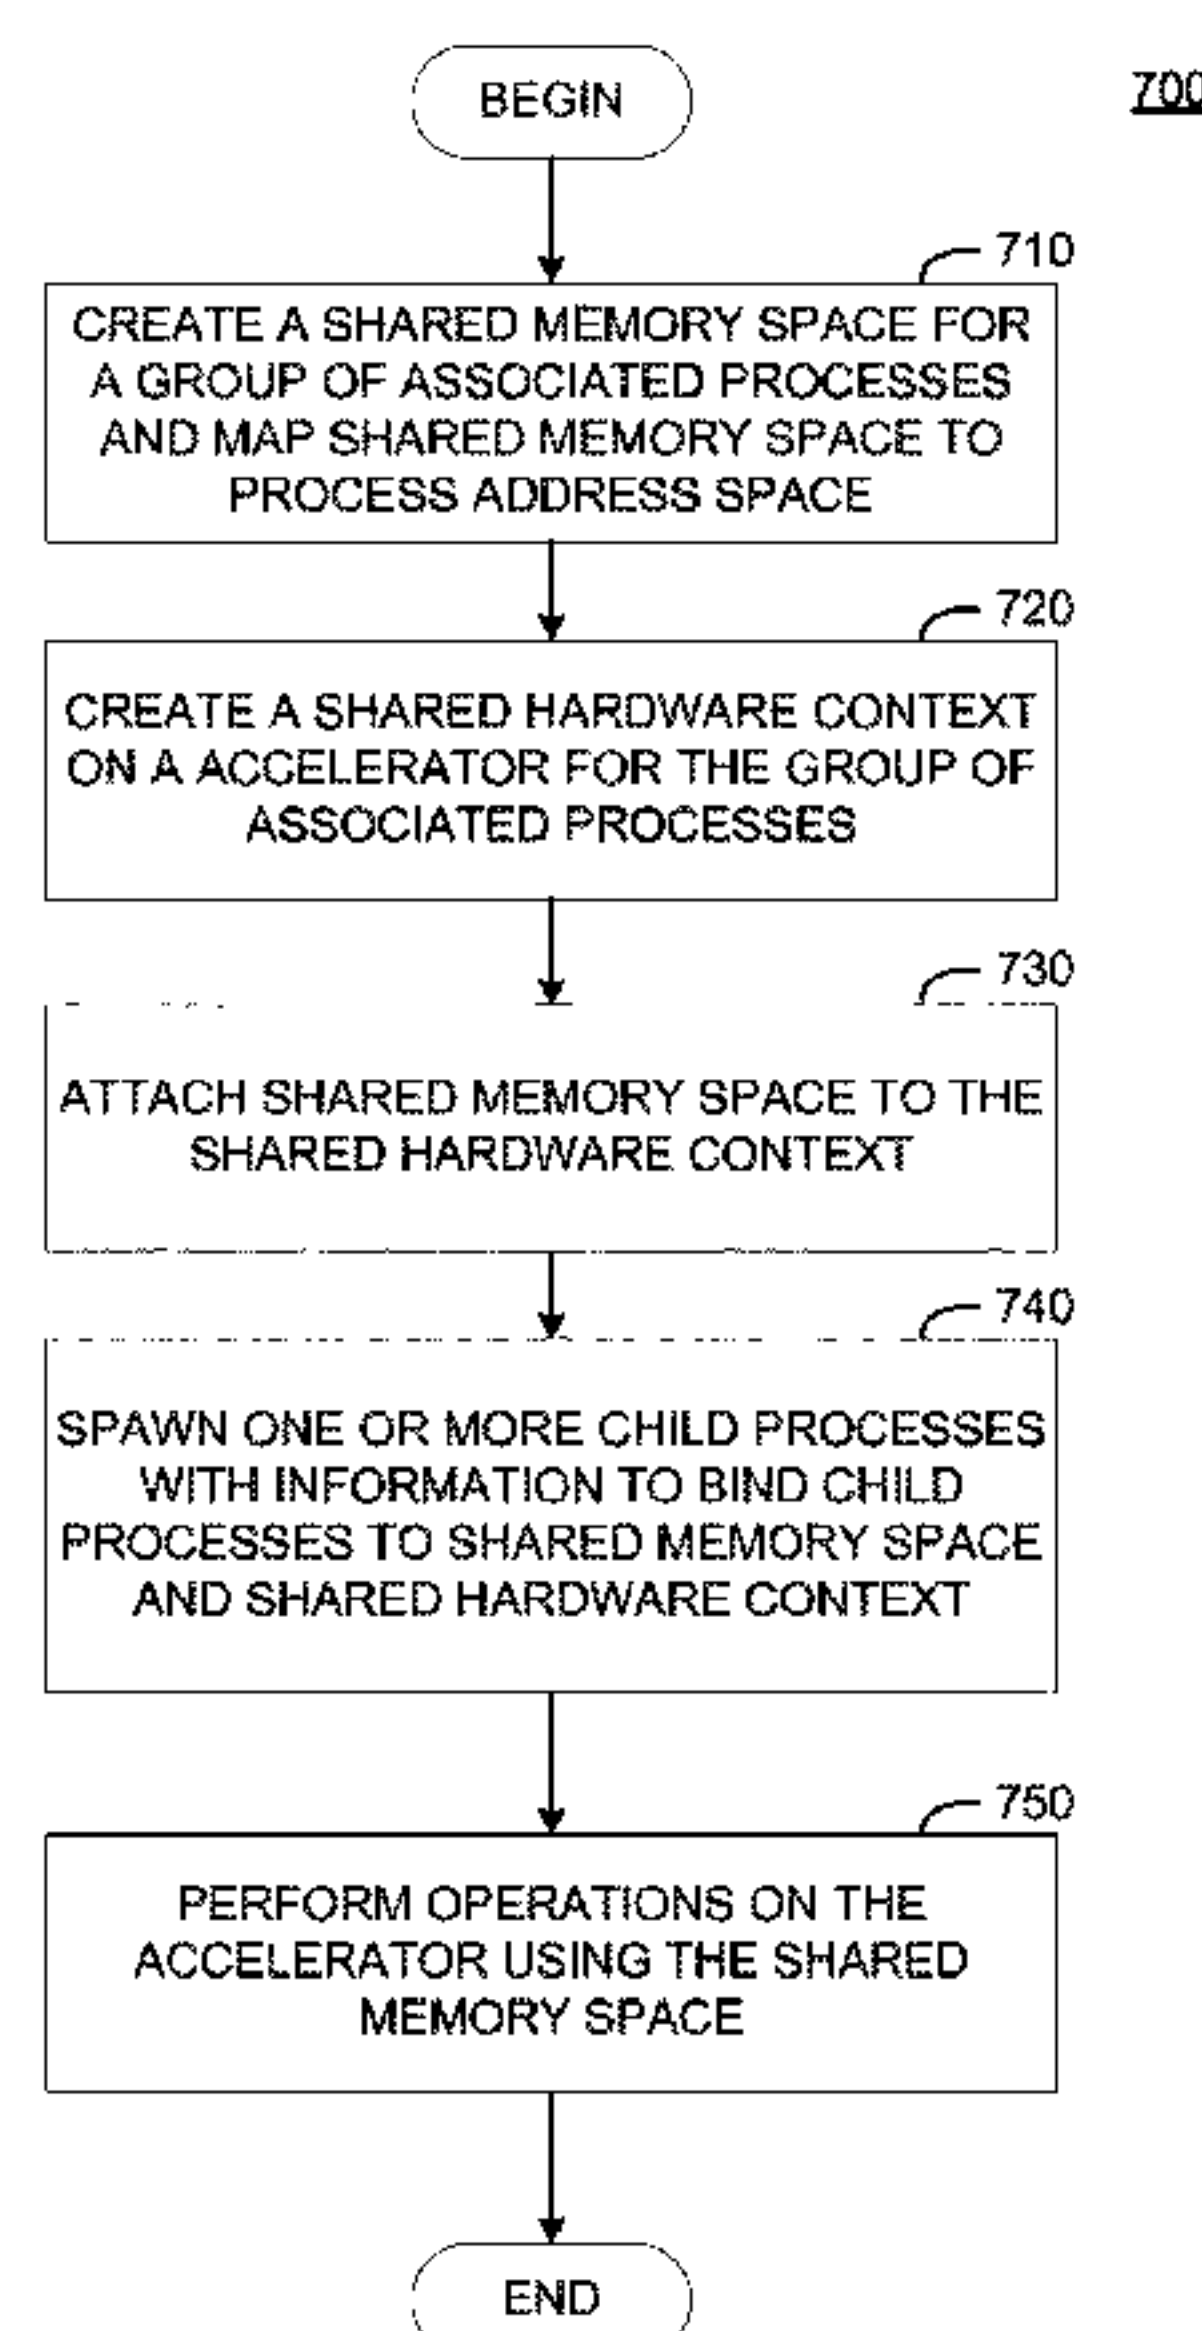 BEGIN
700
710
CREATE A SHARED MEMORY SPACE FOR
A GROUP OF ASSOCIATED PROCESSES
AND MAP SHARED MEMORY SPACE TO
PROCESS ADDRESS SPACE
720
CREATE A SHARED HARDWARE CONTEXT
ON A ACCELERATOR FOR THE GROUP OF
ASSOCIATED PROCESSES
730
ATTACH SHARED MEMORY SPACE TO THE
SHARED HARDWARE CONTEXT
740
SPAWN ONE OR MORE CHILD PROCESSES
WITH INFORMATION TO BIND CHILD
PROCESSES TO SHARED MEMORY SPACE
AND SHARED HARDWARE CONTEXT
750
PERFORM OPERATIONS ON THE
ACCELERATOR USING THE SHARED
MEMORY SPACE
END